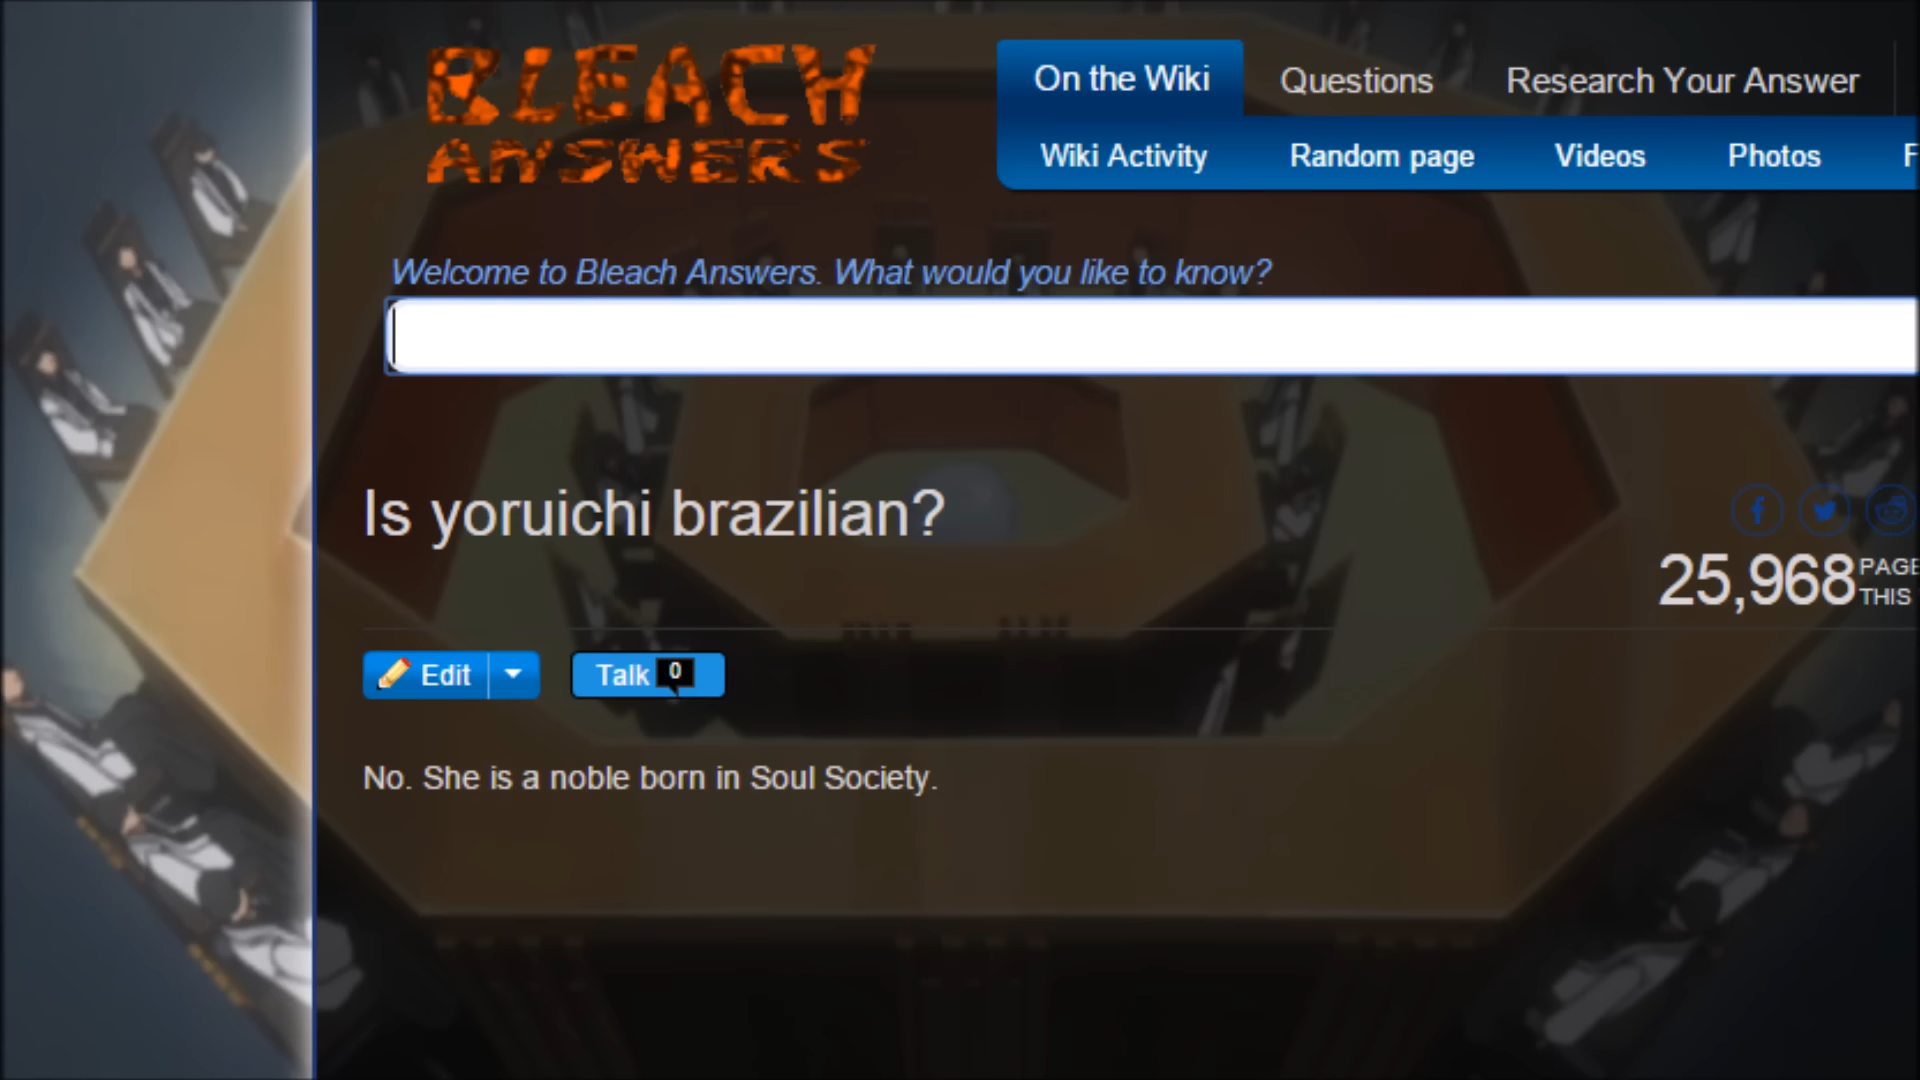 BLEACH
ANSWERS
On the Wiki
Questions
Research Your Answer
Wiki Activity
Random page
Videos
Photos
F
Welcome to Bleach Answers. What would you like to know?
Is yoruichi brazilian?
25,968
PAGE
THIS
Edit
Talk 0
No. She is a noble born in Soul Society.